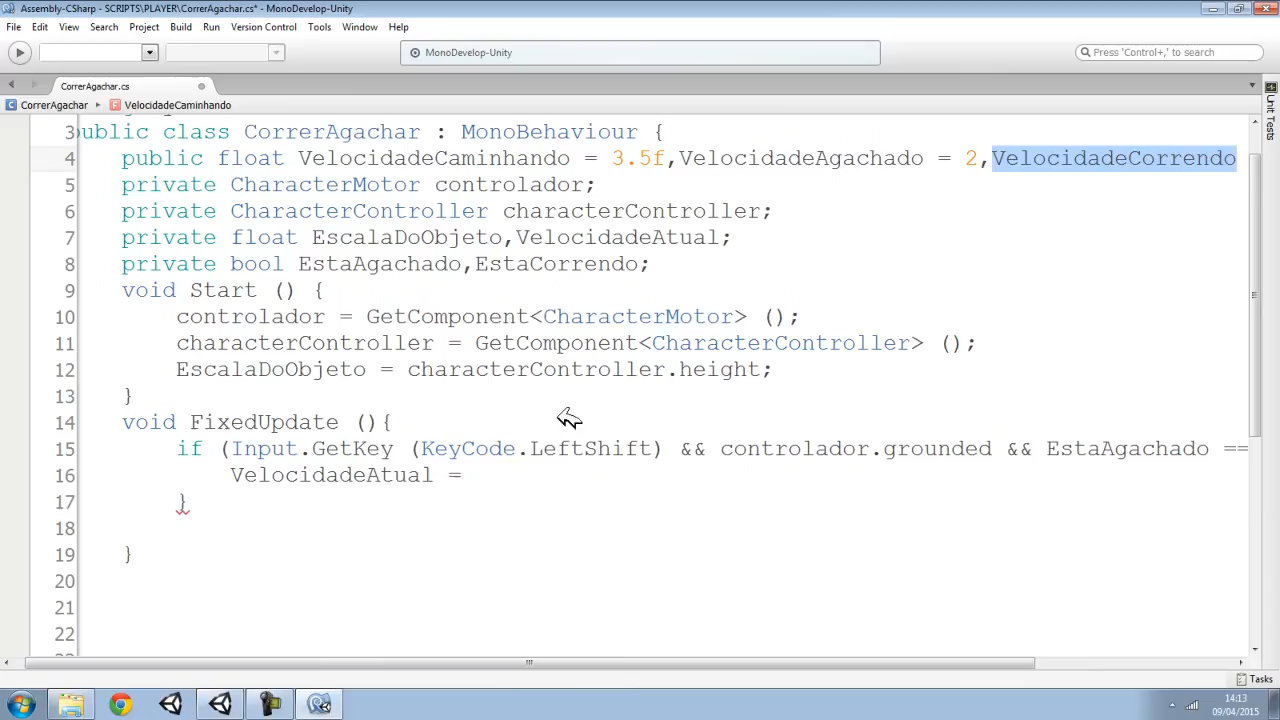 Assembly-CSharp - SCRIPTS\PLAYER\CorrerAgachar.cs* - MonoDevelop-Unity
File Edit View Search Project Build Run Version Control Tools Window Help
MonoDevelop-Unity
Press 'Control+,' to search
CorrerAgachar.cs
CorrerAgachar VelocidadeCaminhando
3 public class CorrerAgachar : MonoBehaviour {
4 public float VelocidadeCaminhando = 3.5f,VelocidadeAgachado = 2,VelocidadeCorrendo
5 private CharacterMotor controlador;
6 private CharacterController characterController;
7 private float EscalaDoObjeto,VelocidadeAtual;
8 private bool EstaAgachado,EstaCorrendo;
9 void Start () {
10 controlador = GetComponent<CharacterMotor> ();
11 characterController = GetComponent<CharacterController> ();
12 EscalaDoObjeto = characterController.height;
13 }
14 void FixedUpdate (){
15 if (Input.GetKey (KeyCode.LeftShift) && controlador.grounded && EstaAgachado ==
16 VelocidadeAtual =
17 }
18
19 }
20
21
22
Unit Tests
Tasks
14:13
09/04/2015